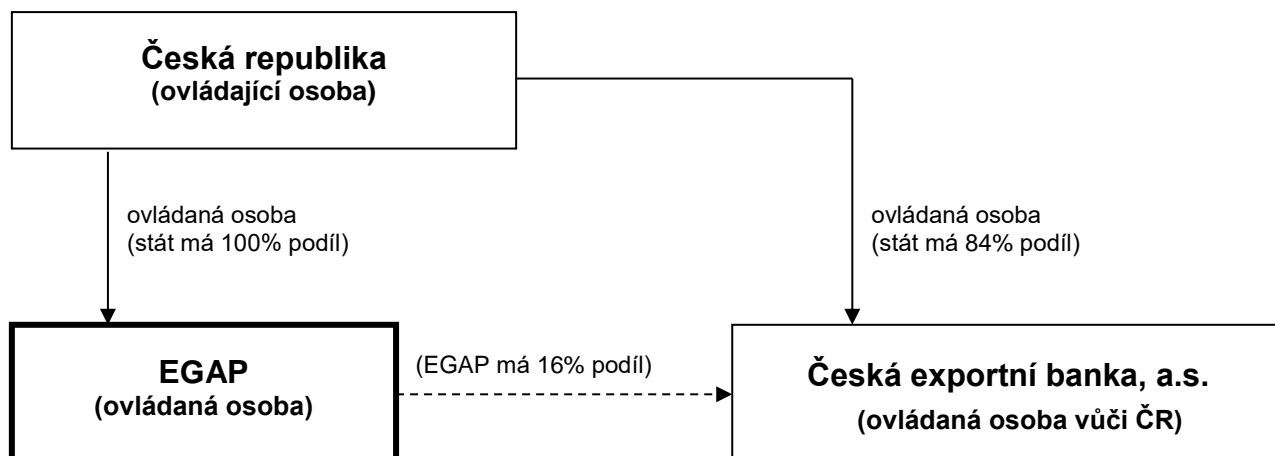 Česká republika
(ovládající osoba)
ovládaná osoba
(stát má 100% podíl)
ovládaná osoba
(stát má 84% podíl)
EGAP
(ovládaná osoba)
(EGAP má 16% podíl)
Česká exportní banka, a.s.
(ovládaná osoba vůči ČR)